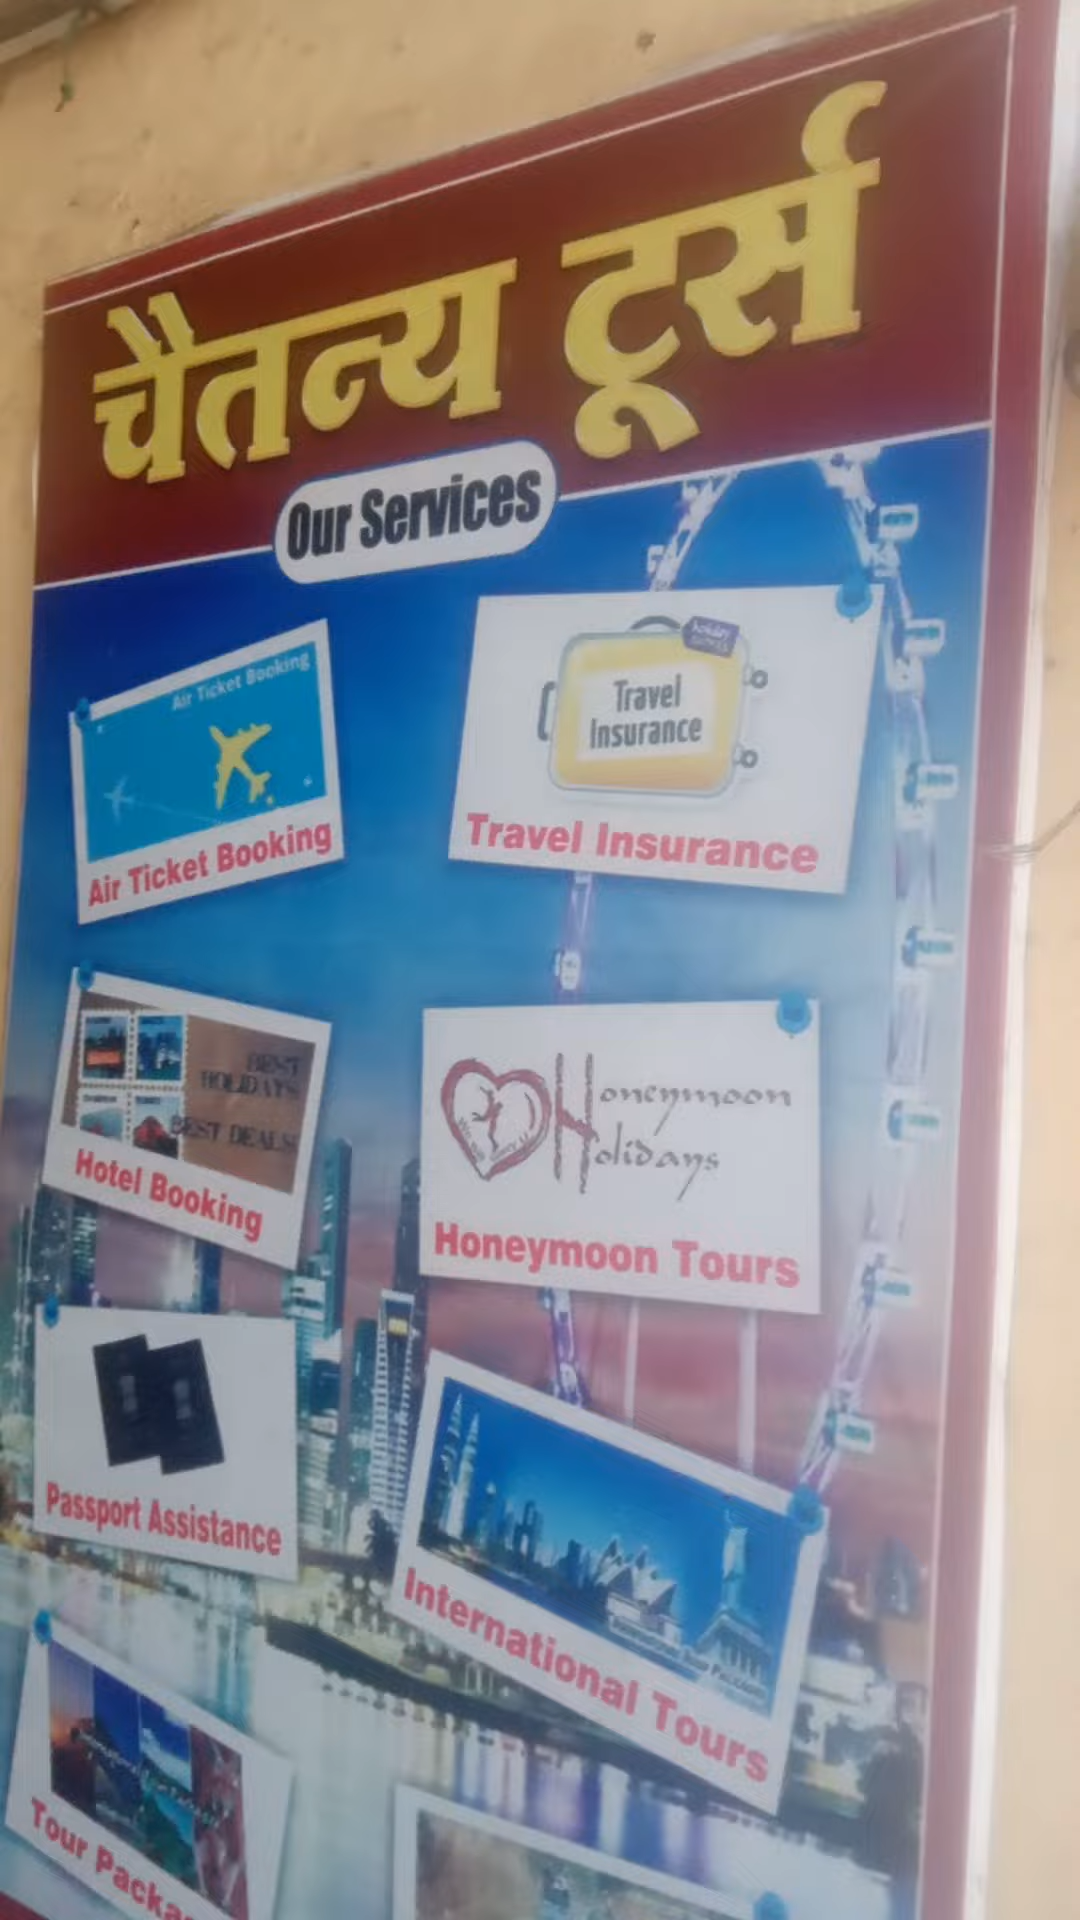 चैतन्य टूर्स
Our Services
Air Ticket Booking
Air Ticket Booking
Travel
Insurance
Travel Insurance
BEST
HOLIDAYS
BEST DEALS
Hotel Booking
Honeymoon
Holidays
Honeymoon Tours
Passport Assistance
International Tours
Tour